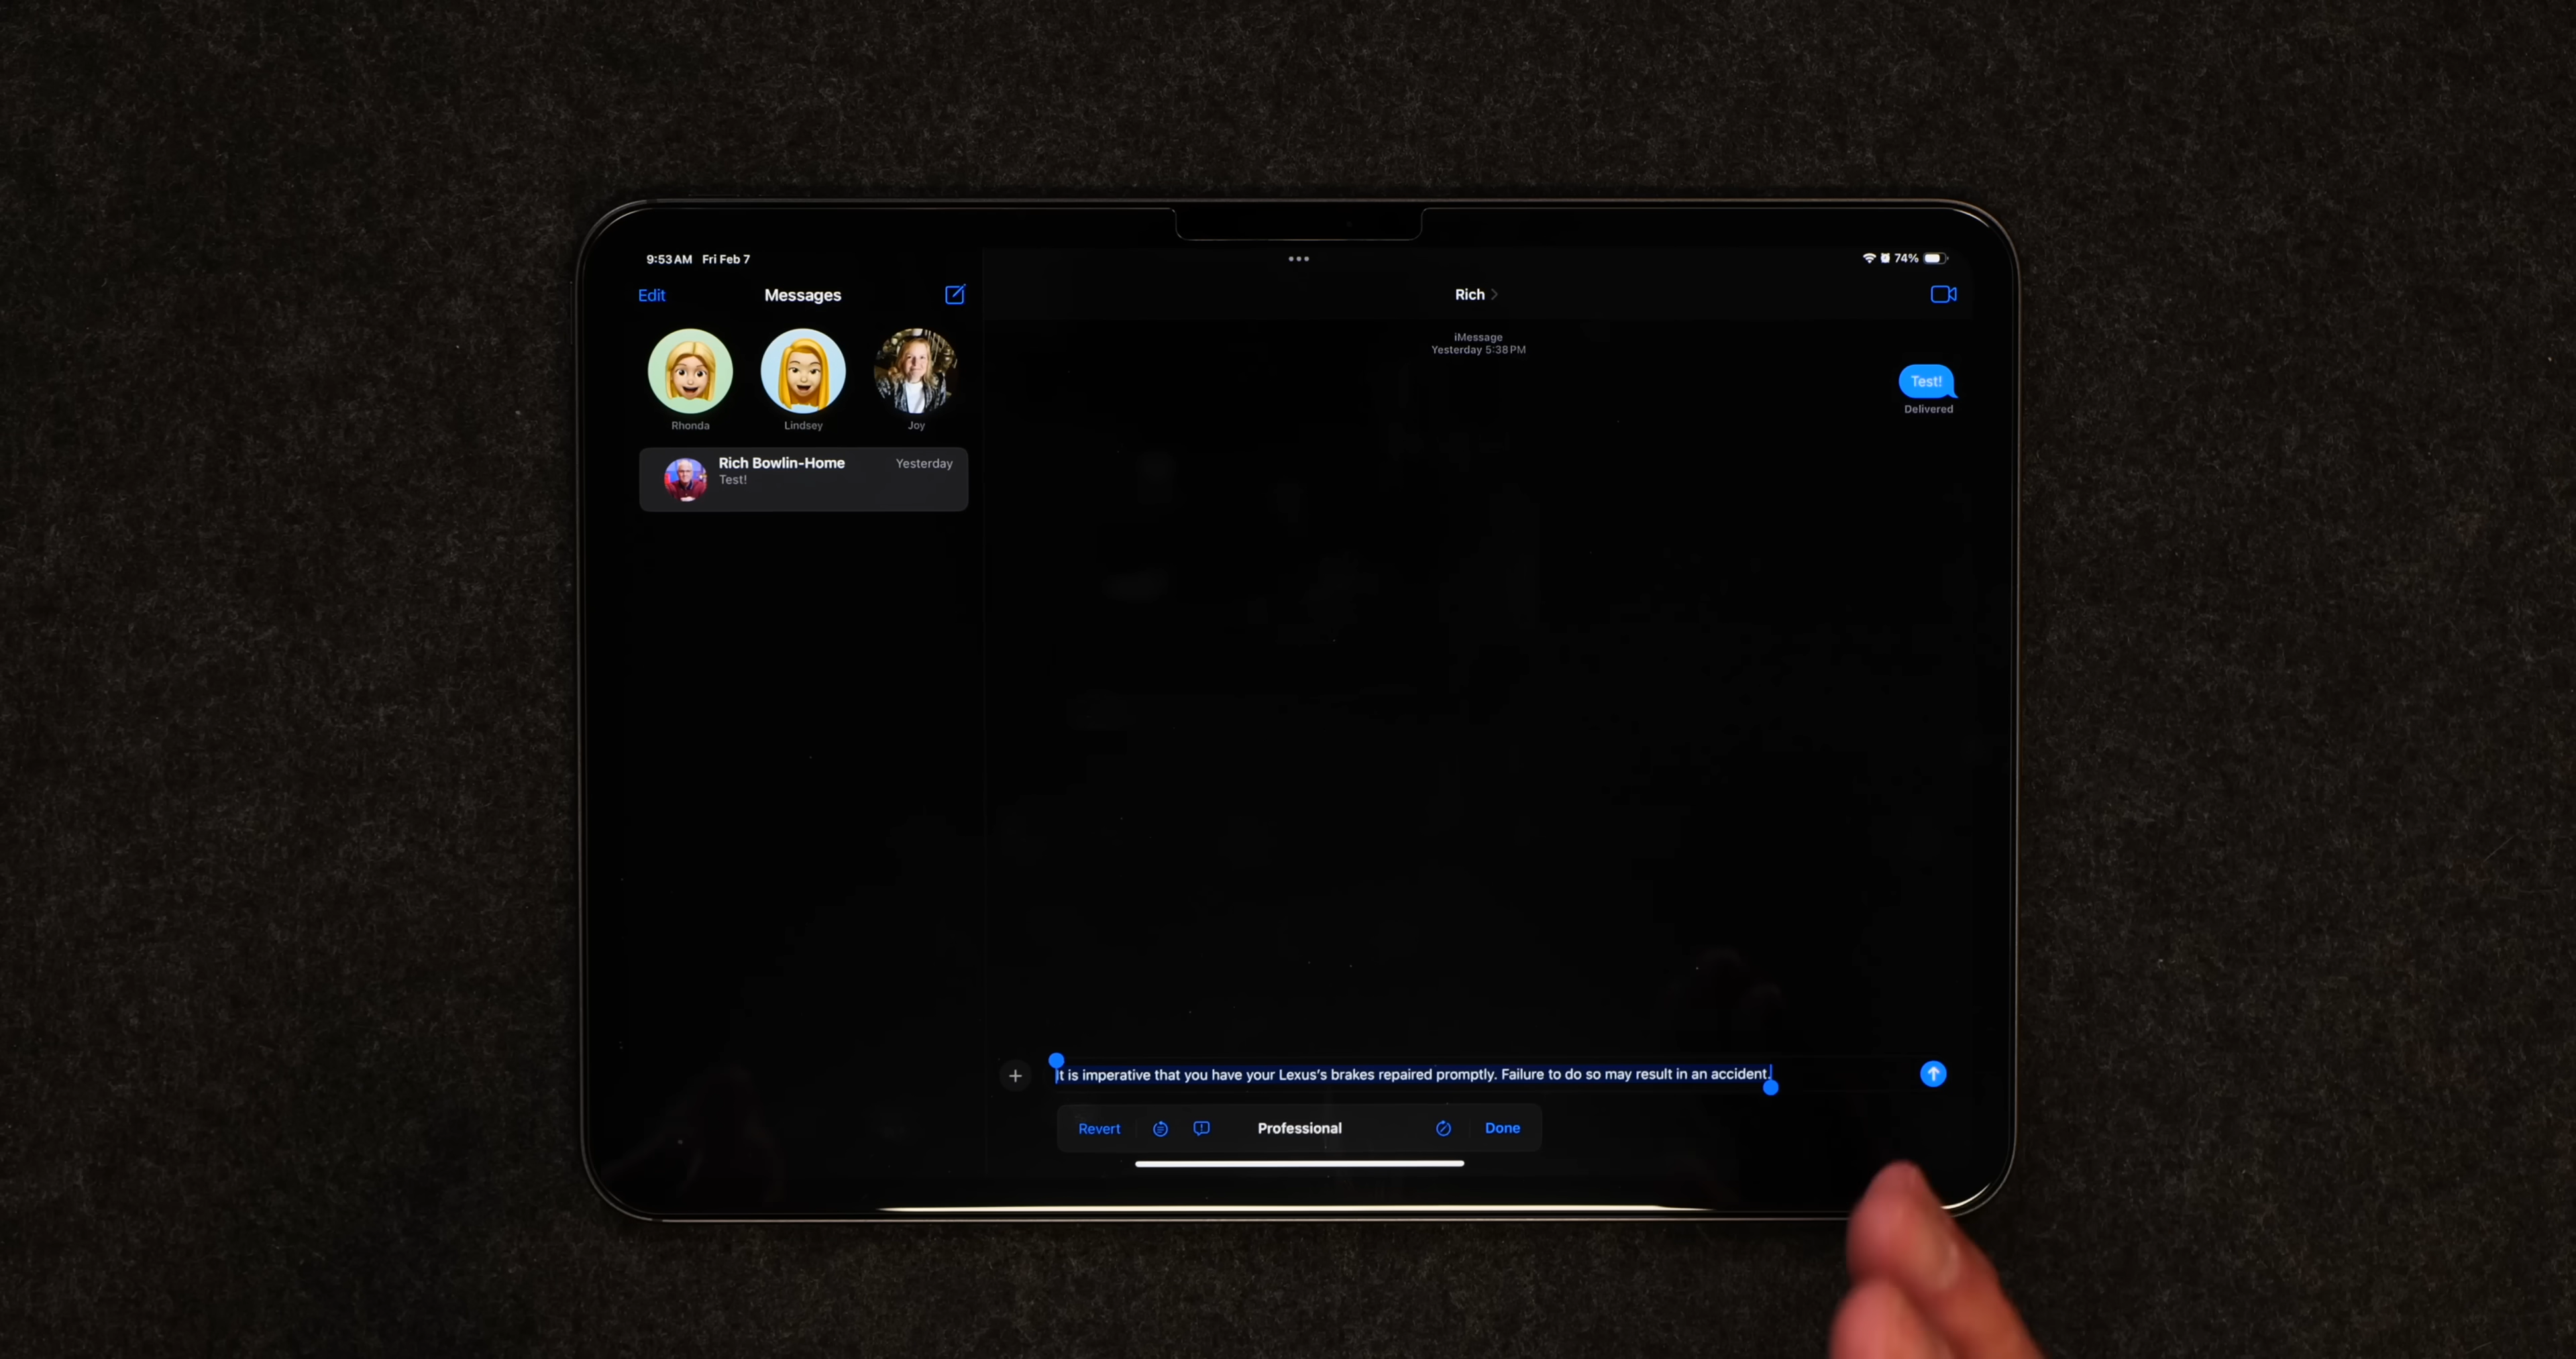 9:53 AM Fri Feb 7
74%
Edit
Messages
Rhonda
Lindsey
Joy
Rich Bowlin-Home
Yesterday
Test!
Rich
iMessage
Yesterday 5:38 PM
Test!
Delivered
It is imperative that you have your Lexus's brakes repaired promptly. Failure to do so may result in an accident.
Revert
Professional
Done